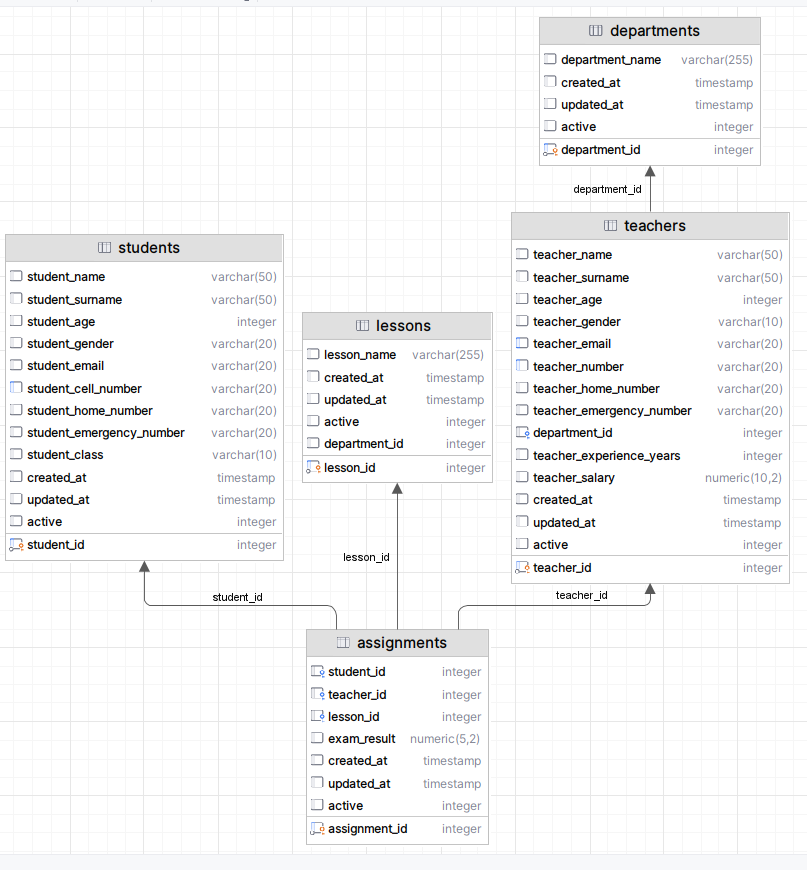 departments
department_name varchar(255)
created_at timestamp
updated_at timestamp
active integer
department_id integer
department_id
teachers
teacher_name varchar(50)
teacher_surname varchar(50)
teacher_age integer
teacher_gender varchar(10)
teacher_email varchar(20)
teacher_number varchar(20)
teacher_home_number varchar(20)
teacher_emergency_number varchar(20)
department_id integer
teacher_experience_years integer
teacher_salary numeric(10,2)
created_at timestamp
updated_at timestamp
active integer
teacher_id integer
students
student_name varchar(50)
student_surname varchar(50)
student_age integer
student_gender varchar(20)
student_email varchar(20)
student_cell_number varchar(20)
student_home_number varchar(20)
student_emergency_number varchar(20)
student_class varchar(10)
created_at timestamp
updated_at timestamp
active integer
student_id integer
lessons
lesson_name varchar(255)
created_at timestamp
updated_at timestamp
active integer
department_id integer
lesson_id integer
lesson_id
student_id
teacher_id
assignments
student_id integer
teacher_id integer
lesson_id integer
exam_result numeric(5,2)
created_at timestamp
updated_at timestamp
active integer
assignment_id integer